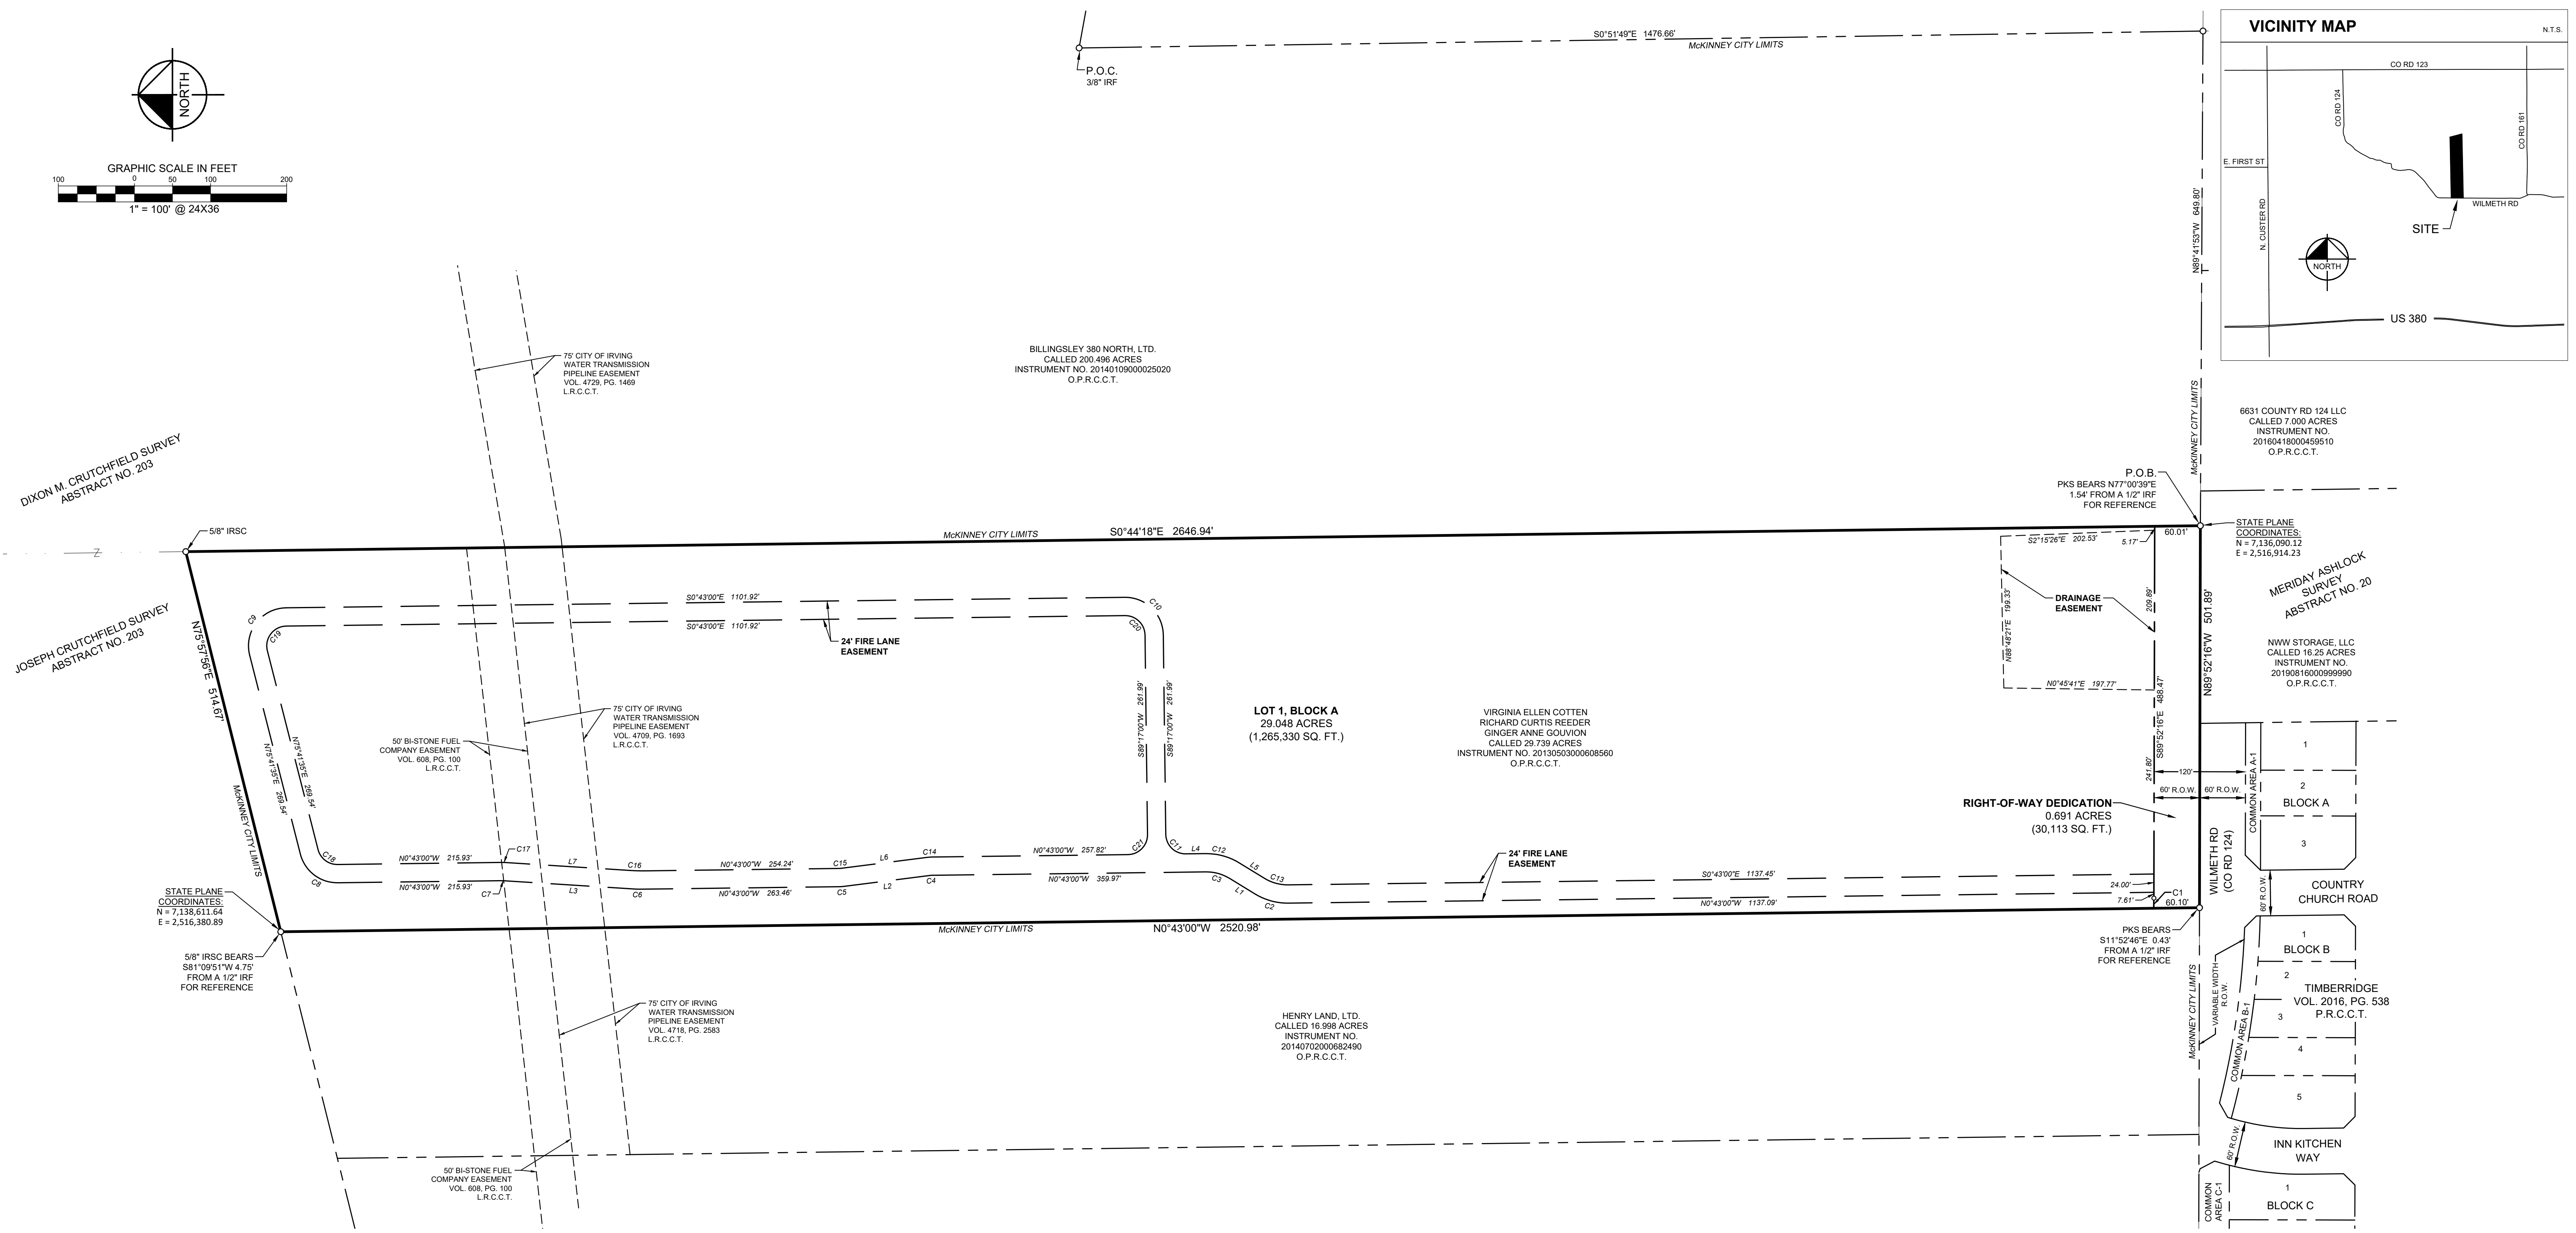 S0°51'49"E 1476.66'
McKINNEY CITY LIMITS
P.O.C.
3/8" IRF
NORTH
GRAPHIC SCALE IN FEET
100 0 50 100 200
1" = 100' @ 24X36
VICINITY MAP
N.T.S.
CO RD 123
CO RD 124
CO RD 161
E. FIRST ST
N. CUSTER RD
WILMETH RD
SITE
NORTH
US 380
N89°41'53"W 649.80'
McKINNEY CITY LIMITS
75' CITY OF IRVING
WATER TRANSMISSION
PIPELINE EASEMENT
VOL. 4729, PG. 1469
L.R.C.C.T.
BILLINGSLEY 380 NORTH, LTD.
CALLED 200.496 ACRES
INSTRUMENT NO. 20140109000025020
O.P.R.C.C.T.
6631 COUNTY RD 124 LLC
CALLED 7.000 ACRES
INSTRUMENT NO.
20160418000459510
O.P.R.C.C.T.
DIXON M. CRUTCHFIELD SURVEY
ABSTRACT NO. 203
JOSEPH CRUTCHFIELD SURVEY
ABSTRACT NO. 203
Z
5/8" IRSC
P.O.B.
PKS BEARS N77°00'39"E
1.54' FROM A 1/2" IRF
FOR REFERENCE
STATE PLANE
COORDINATES:
N = 7,136,090.12
E = 2,516,914.23
MERIDAY ASHLOCK
SURVEY
ABSTRACT NO. 20
McKINNEY CITY LIMITS
S0°44'18"E 2646.94'
S2°15'26"E 202.53'
5.17'
60.01'
N88°48'21"E 199.33'
DRAINAGE
EASEMENT
209.89'
N0°45'41"E 197.77'
S89°52'16"E 488.47'
241.80'
N89°52'16"W 501.89'
NWW STORAGE, LLC
CALLED 16.25 ACRES
INSTRUMENT NO.
20190816000999990
O.P.R.C.C.T.
C9
C19
S0°43'00"E 1101.92'
S0°43'00"E 1101.92'
24' FIRE LANE
EASEMENT
C10
C20
N75°57'56"E 514.67'
N75°41'35"E 269.54'
N75°41'35"E 269.54'
McKINNEY CITY LIMITS
75' CITY OF IRVING
WATER TRANSMISSION
PIPELINE EASEMENT
VOL. 4709, PG. 1693
L.R.C.C.T.
50' BI-STONE FUEL
COMPANY EASEMENT
VOL. 608, PG. 100
L.R.C.C.T.
S89°17'00"W 261.99'
S89°17'00"W 261.99'
LOT 1, BLOCK A
29.048 ACRES
(1,265,330 SQ. FT.)
VIRGINIA ELLEN COTTEN
RICHARD CURTIS REEDER
GINGER ANNE GOUVION
CALLED 29.739 ACRES
INSTRUMENT NO. 20130503000608560
O.P.R.C.C.T.
120'
60' R.O.W.
60' R.O.W.
RIGHT-OF-WAY DEDICATION
0.691 ACRES
(30,113 SQ. FT.)
WILMETH RD
(CO RD 124)
COMMON AREA A-1
1
2
BLOCK A
3
C18
C8
N0°43'00"W 215.93'
N0°43'00"W 215.93'
C17
C7
L7
L3
C16
C6
N0°43'00"W 254.24'
N0°43'00"W 263.46'
C15
C5
L6
L2
C14
C4
N0°43'00"W 257.82'
N0°43'00"W 359.97'
C21
C11
L4
C12
C3
L5
L1
C13
C2
24' FIRE LANE
EASEMENT
S0°43'00"E 1137.45'
N0°43'00"W 1137.09'
24.00'
7.61'
C1
60.10'
STATE PLANE
COORDINATES:
N = 7,138,611.64
E = 2,516,380.89
5/8" IRSC BEARS
S81°09'51"W 4.75'
FROM A 1/2" IRF
FOR REFERENCE
McKINNEY CITY LIMITS
N0°43'00"W 2520.98'
PKS BEARS
S11°52'46"E 0.43'
FROM A 1/2" IRF
FOR REFERENCE
60' R.O.W.
COUNTRY
CHURCH ROAD
75' CITY OF IRVING
WATER TRANSMISSION
PIPELINE EASEMENT
VOL. 4718, PG. 2583
L.R.C.C.T.
HENRY LAND, LTD.
CALLED 16.998 ACRES
INSTRUMENT NO.
20140702000682490
O.P.R.C.C.T.
McKINNEY CITY LIMITS
VARIABLE WIDTH
R.O.W.
COMMON AREA B-1
1
BLOCK B
2
TIMBERRIDGE
VOL. 2016, PG. 538
P.R.C.C.T.
3
4
5
50' BI-STONE FUEL
COMPANY EASEMENT
VOL. 608, PG. 100
L.R.C.C.T.
60' R.O.W.
INN KITCHEN
WAY
COMMON
AREA C-1
1
BLOCK C